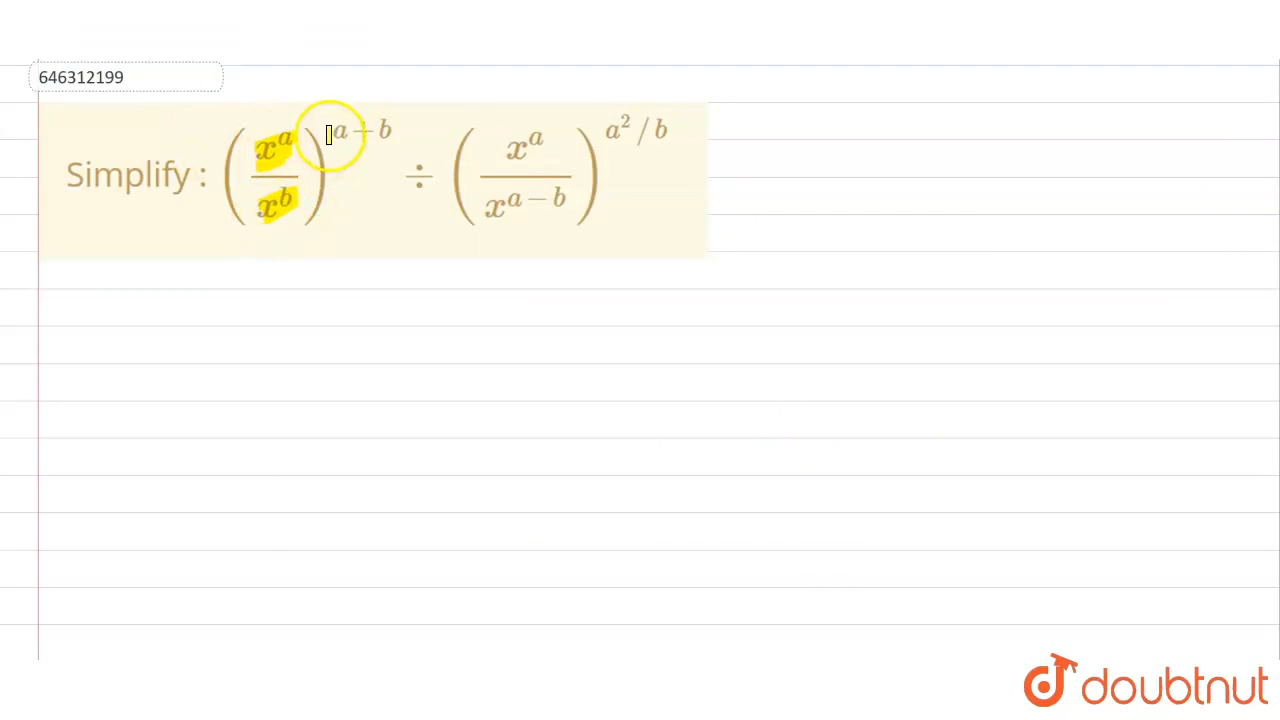 646312199
Simplify : (x^a / x^b)^{a − b} ÷ (x^a / x^{a − b})^{a^2 / b}
doubtnut